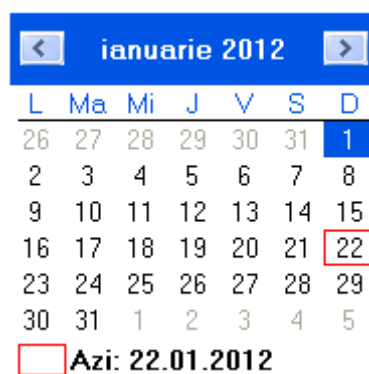 ianuarie 2012
L Ma Mi J V S D
26 27 28 29 30 31 1
2 3 4 5 6 7 8
9 10 11 12 13 14 15
16 17 18 19 20 21 22
23 24 25 26 27 28 29
30 31 1 2 3 4 5
Azi: 22.01.2012